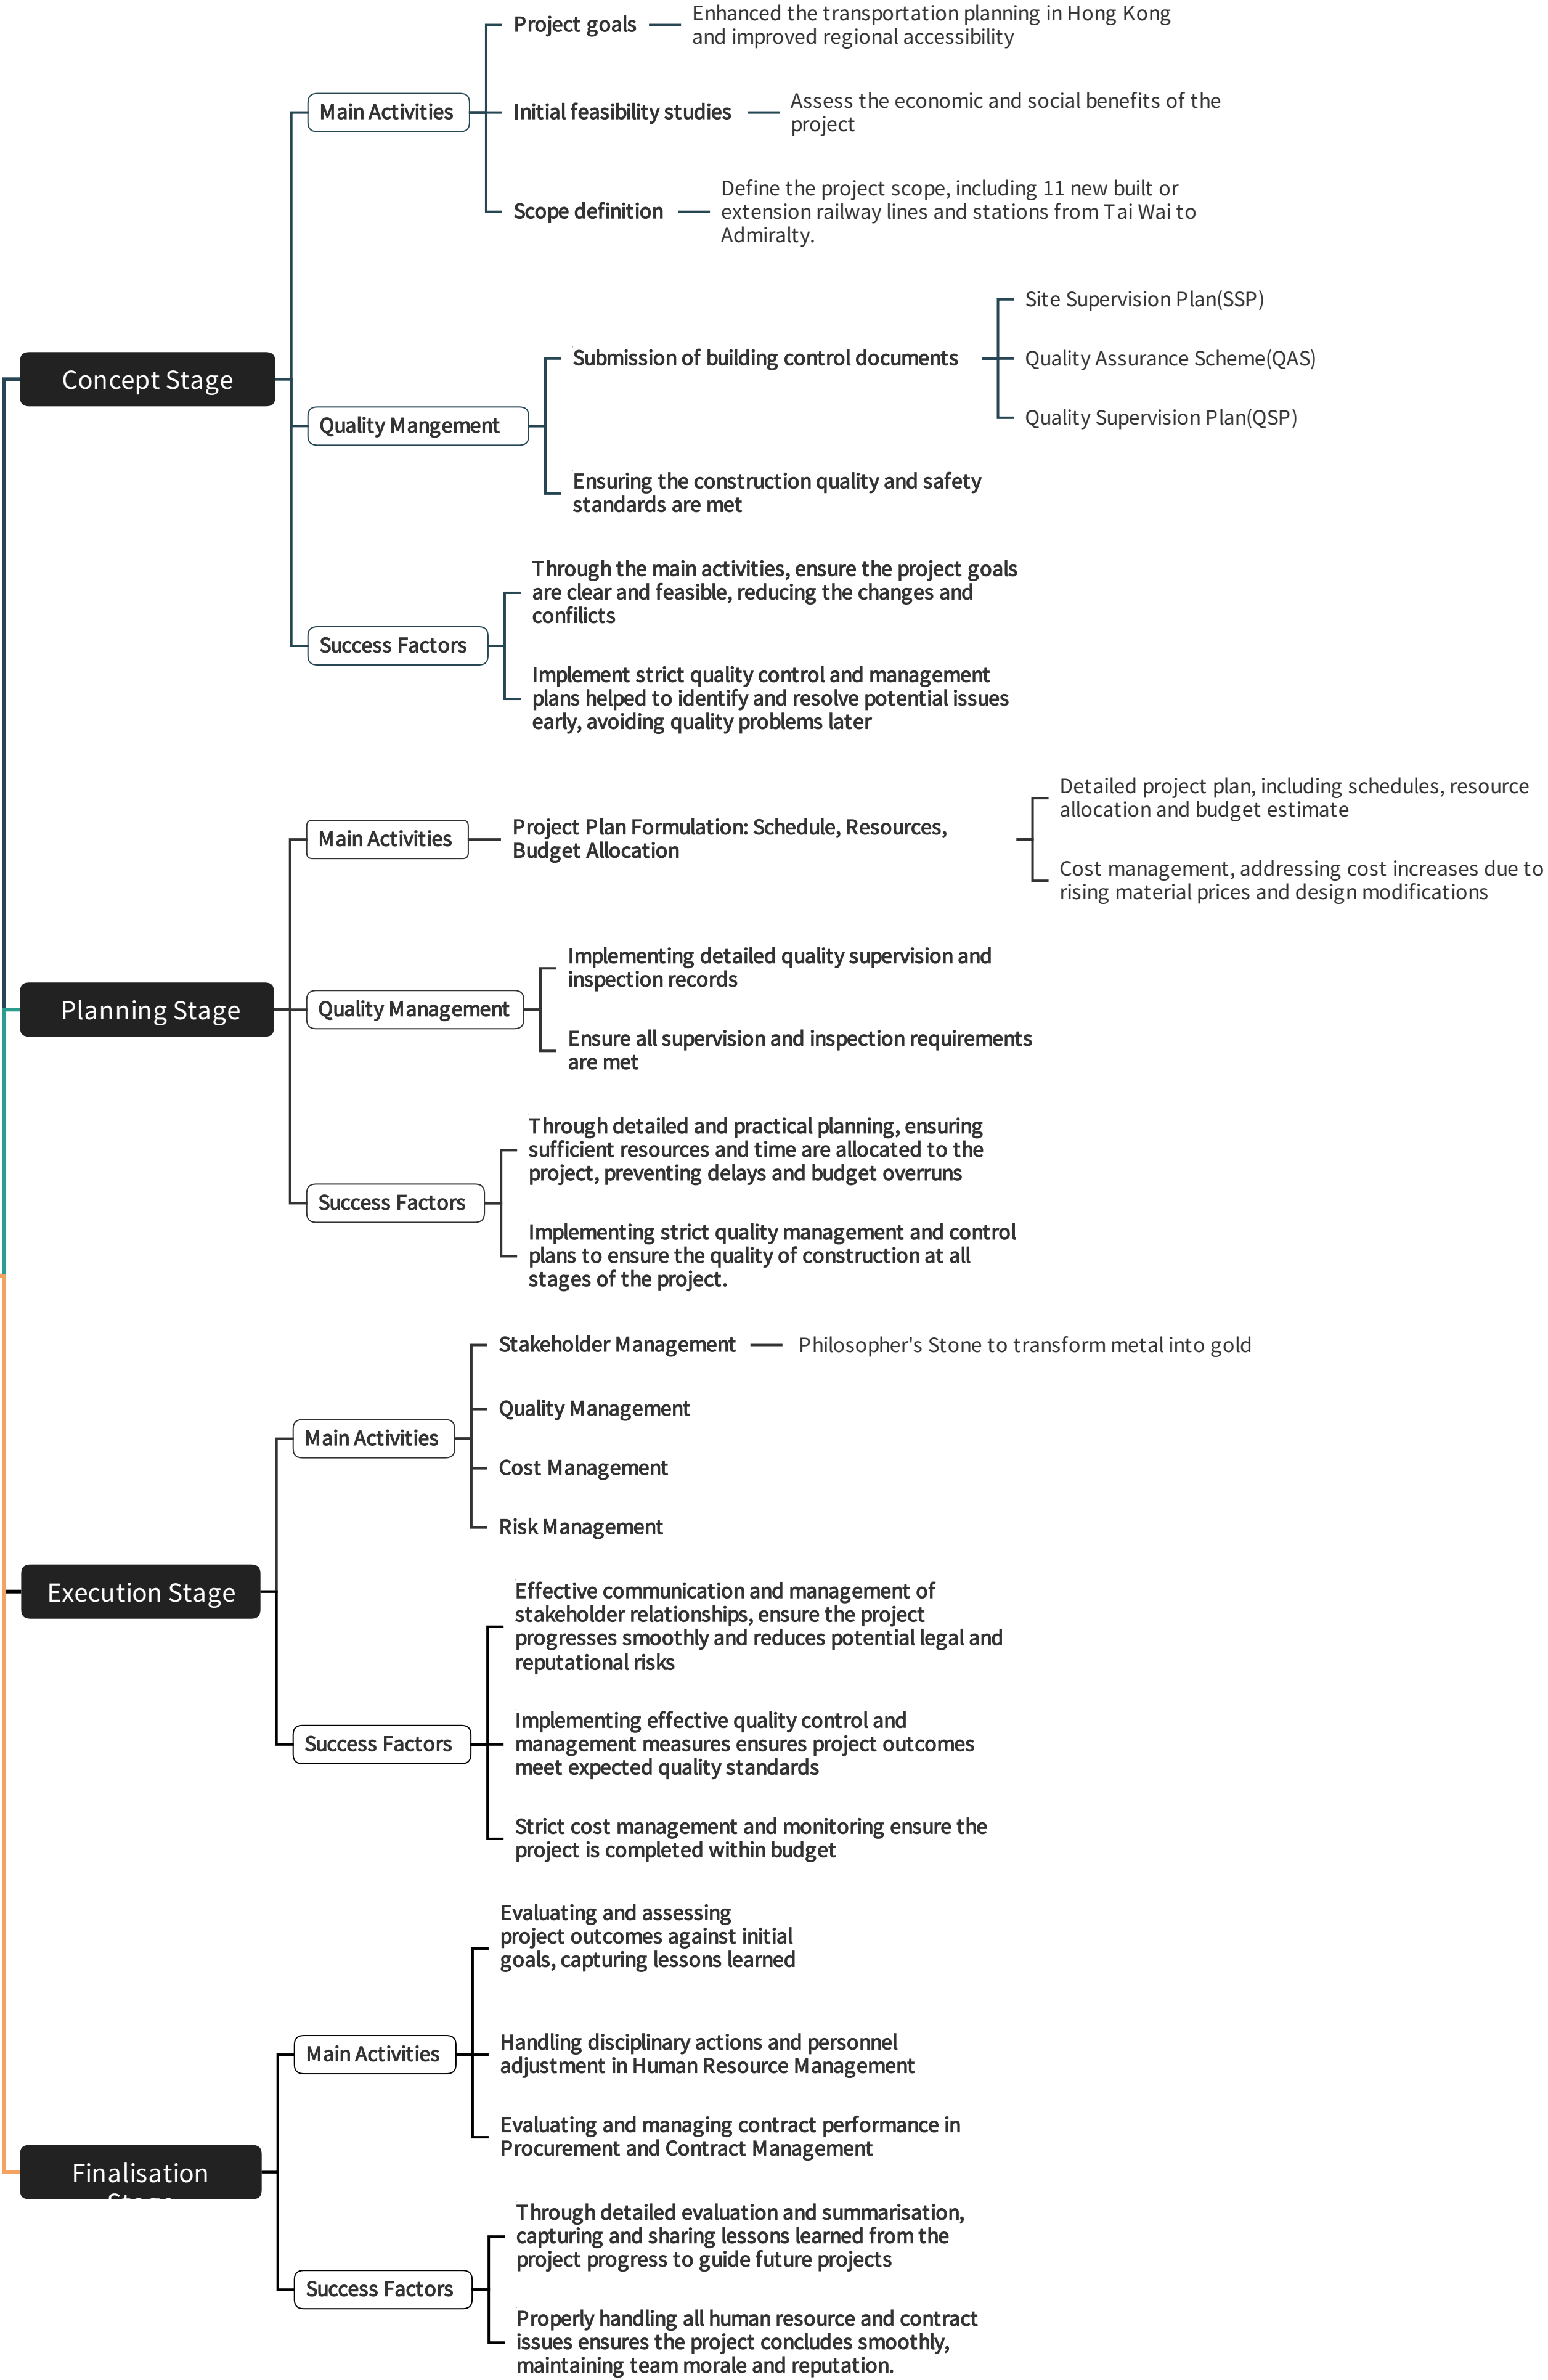 Project goals
Enhanced the transportation planning in Hong Kong
and improved regional accessibility
Main Activities
Initial feasibility studies
Assess the economic and social benefits of the
project
Scope definition
Define the project scope, including 11 new built or
extension railway lines and stations from Tai Wai to
Admiralty.
Concept Stage
Quality Mangement
Submission of building control documents
Site Supervision Plan(SSP)
Quality Assurance Scheme(QAS)
Quality Supervision Plan(QSP)
Ensuring the construction quality and safety
standards are met
Success Factors
Through the main activities, ensure the project goals
are clear and feasible, reducing the changes and
confilicts
Implement strict quality control and management
plans helped to identify and resolve potential issues
early, avoiding quality problems later
Planning Stage
Main Activities
Project Plan Formulation: Schedule, Resources,
Budget Allocation
Detailed project plan, including schedules, resource
allocation and budget estimate
Cost management, addressing cost increases due to
rising material prices and design modifications
Quality Management
Implementing detailed quality supervision and
inspection records
Ensure all supervision and inspection requirements
are met
Success Factors
Through detailed and practical planning, ensuring
sufficient resources and time are allocated to the
project, preventing delays and budget overruns
Implementing strict quality management and control
plans to ensure the quality of construction at all
stages of the project.
Execution Stage
Main Activities
Stakeholder Management
Philosopher's Stone to transform metal into gold
Quality Management
Cost Management
Risk Management
Success Factors
Effective communication and management of
stakeholder relationships, ensure the project
progresses smoothly and reduces potential legal and
reputational risks
Implementing effective quality control and
management measures ensures project outcomes
meet expected quality standards
Strict cost management and monitoring ensure the
project is completed within budget
Finalisation
Main Activities
Evaluating and assessing
project outcomes against initial
goals, capturing lessons learned
Handling disciplinary actions and personnel
adjustment in Human Resource Management
Evaluating and managing contract performance in
Procurement and Contract Management
Success Factors
Through detailed evaluation and summarisation,
capturing and sharing lessons learned from the
project progress to guide future projects
Properly handling all human resource and contract
issues ensures the project concludes smoothly,
maintaining team morale and reputation.